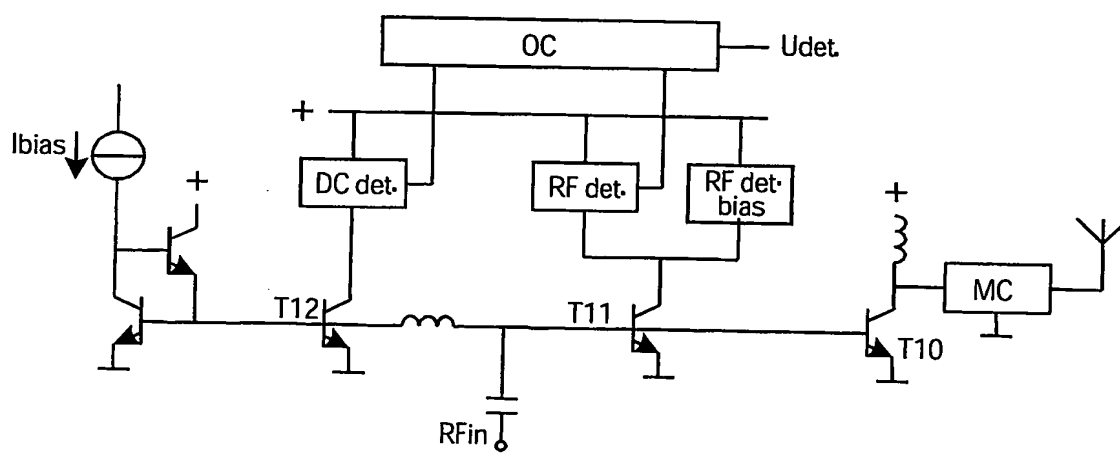 OC
Udet.
+
Ibias
DC det.
RF det.
RF det.
bias
+
+
MC
T12
T11
T10
RFin